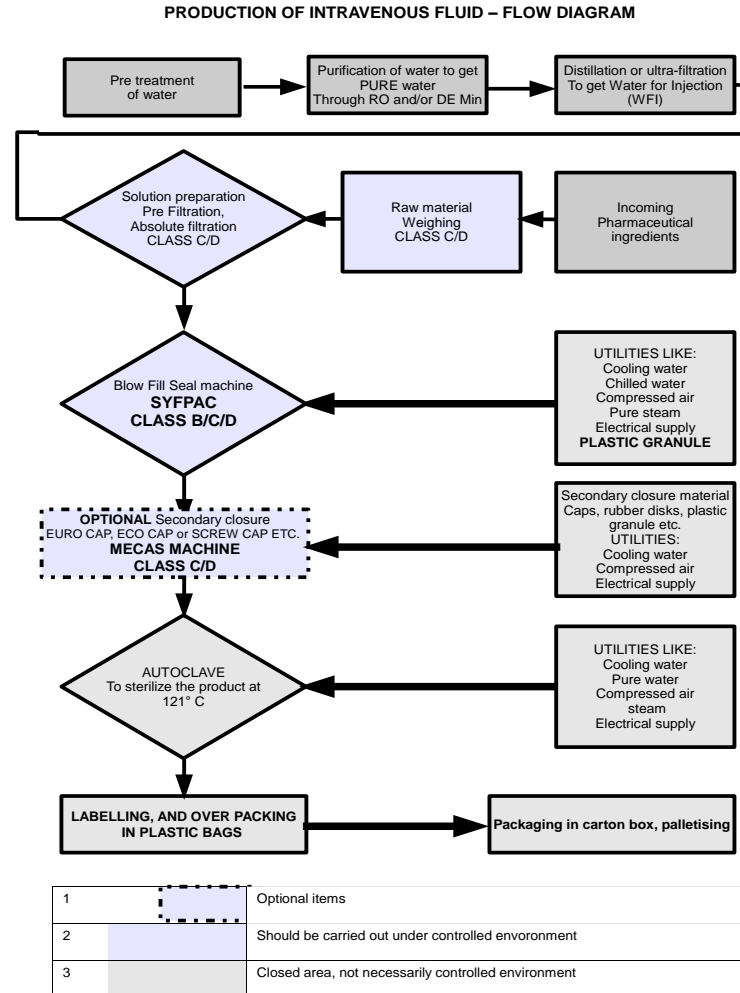 PRODUCTION OF INTRAVENOUS FLUID – FLOW DIAGRAM
Pre treatment
of water
Purification of water to get
PURE water
Through RO and/or DE Min
Distillation or ultra-filtration
To get Water for Injection
(WFI)
Solution preparation
Pre Filtration,
Absolute filtration
CLASS C/D
Raw material
Weighing
CLASS C/D
Incoming
Pharmaceutical
ingredients
Blow Fill Seal machine
SYFPAC
CLASS B/C/D
UTILITIES LIKE:
Cooling water
Chilled water
Compressed air
Pure steam
Electrical supply
PLASTIC GRANULE
OPTIONAL Secondary closure
EURO CAP, ECO CAP or SCREW CAP ETC.
MECAS MACHINE
CLASS C/D
Secondary closure material
Caps, rubber disks, plastic
granule etc.
UTILITIES:
Cooling water
Compressed air
Electrical supply
AUTOCLAVE
To sterilize the product at
121° C
UTILITIES LIKE:
Cooling water
Pure water
Compressed air
steam
Electrical supply
LABELLING, AND OVER PACKING
IN PLASTIC BAGS
Packaging in carton box, palletising
1 Optional items
2 Should be carried out under controlled envoronment
3 Closed area, not necessarily controlled environment